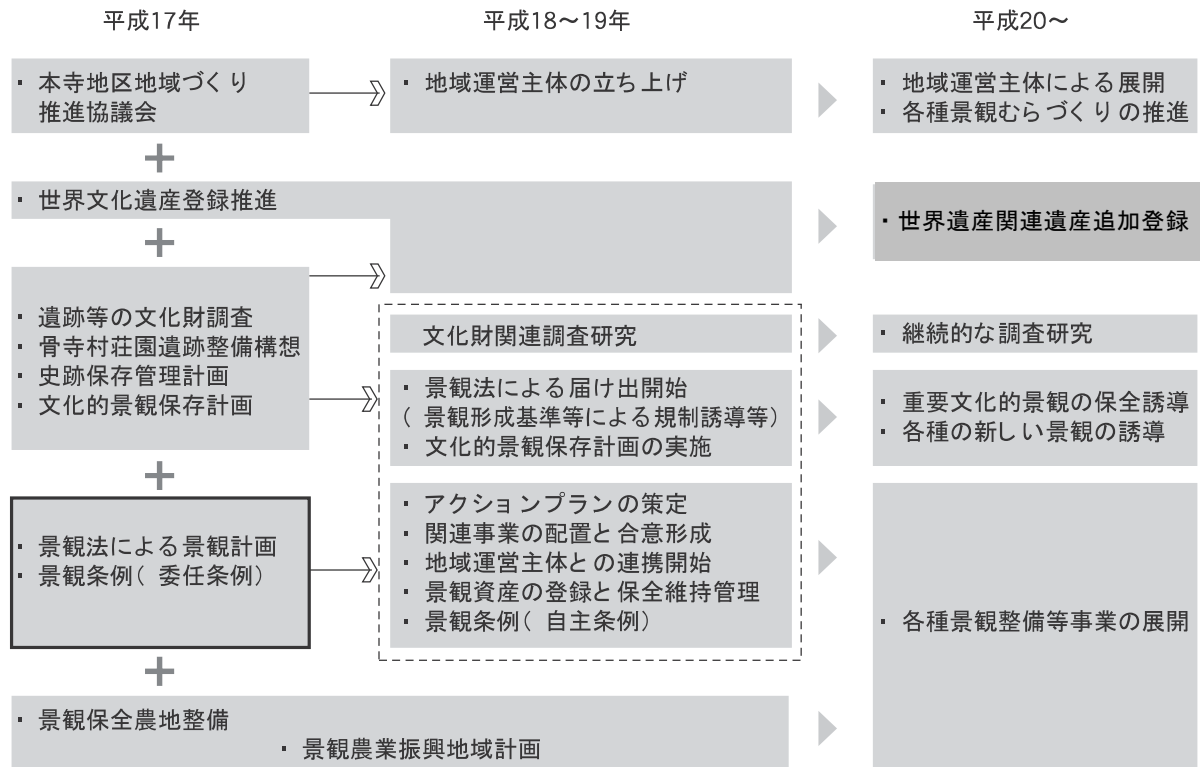 平成17年
平成18～19年
平成20～
・ 本寺地区地域づくり
推進協議会
・ 地域運営主体の立ち上げ
・ 地域運営主体による展開
・ 各種景観むらづくりの推進
＋
・ 世界文化遺産登録推進
・世界遺産関連遺産追加登録
＋
・ 遺跡等の文化財調査
・ 骨寺村荘園遺跡整備構想
・ 史跡保存管理計画
・ 文化的景観保存計画
文化財関連調査研究
・ 継続的な調査研究
・ 景観法による届け出開始
（ 景観形成基準等による規制誘導等）
・ 文化的景観保存計画の実施
・ 重要文化的景観の保全誘導
・ 各種の新しい景観の誘導
＋
・ 景観法による景観計画
・ 景観条例（ 委任条例）
・ アクションプランの策定
・ 関連事業の配置と合意形成
・ 地域運営主体との連携開始
・ 景観資産の登録と保全維持管理
・ 景観条例（ 自主条例）
・ 各種景観整備等事業の展開
＋
・ 景観保全農地整備
・ 景観農業振興地域計画